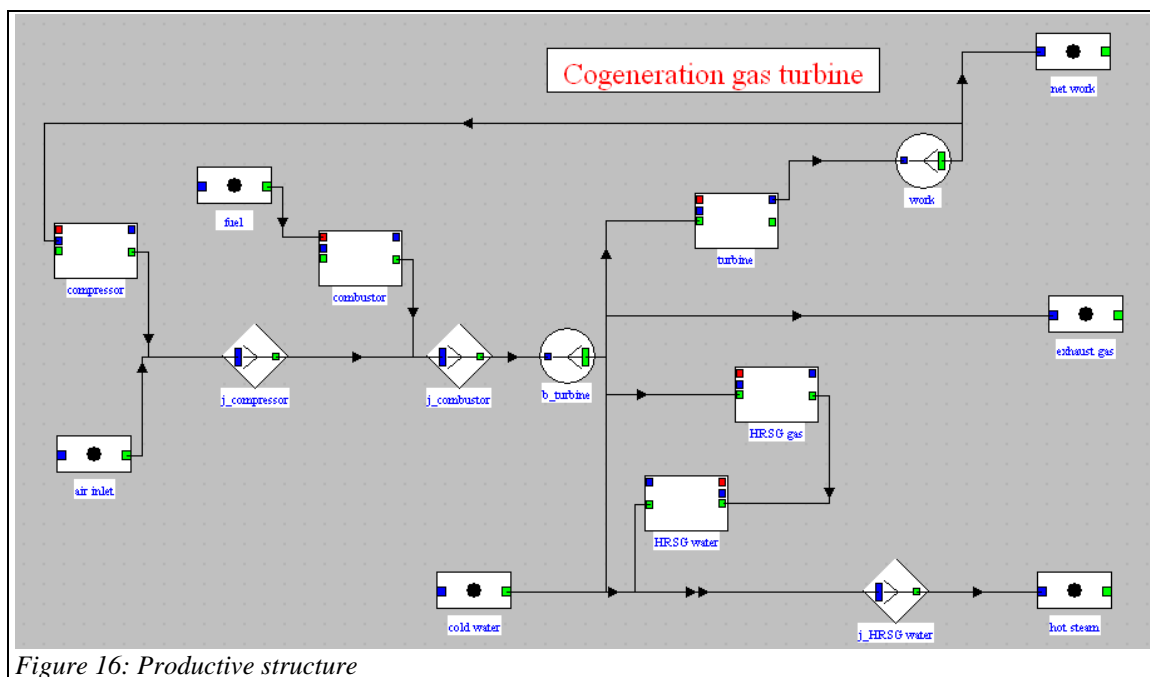 Cogeneration gas turbine
net work
work
fuel
turbine
compressor
combustor
exhaust gas
j_compressor
j_combustor
b_turbine
HRSG gas
air inlet
HRSG water
cold water
j_HRSG water
hot steam
Figure 16: Productive structure